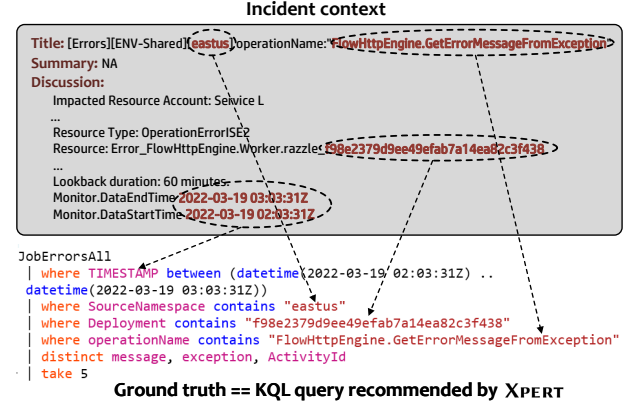 Incident context
Title: [Errors][ENV-Shared][eastus]operationName:"FlowHttpEngine.GetErrorMessageFromException"
Summary: NA
Discussion:
Impacted Resource Account: Service L
...
Resource Type: OperationErrorISE2
Resource: Error_FlowHttpEngine.Worker.razzle_f98e2379d9ee49efab7a14ea82c3f438
...
Lookback duration: 60 minutes
Monitor.DataEndTime 2022-03-19 03:03:31Z
Monitor.DataStartTime 2022-03-19 02:03:31Z
JobErrorsAll
| where TIMESTAMP between (datetime(2022-03-19 02:03:31Z) ..
datetime(2022-03-19 03:03:31Z))
| where SourceNamespace contains "eastus"
| where Deployment contains "f98e2379d9ee49efab7a14ea82c3f438"
| where operationName contains "FlowHttpEngine.GetErrorMessageFromException"
| distinct message, exception, ActivityId
| take 5
Ground truth == KQL query recommended by XPERT